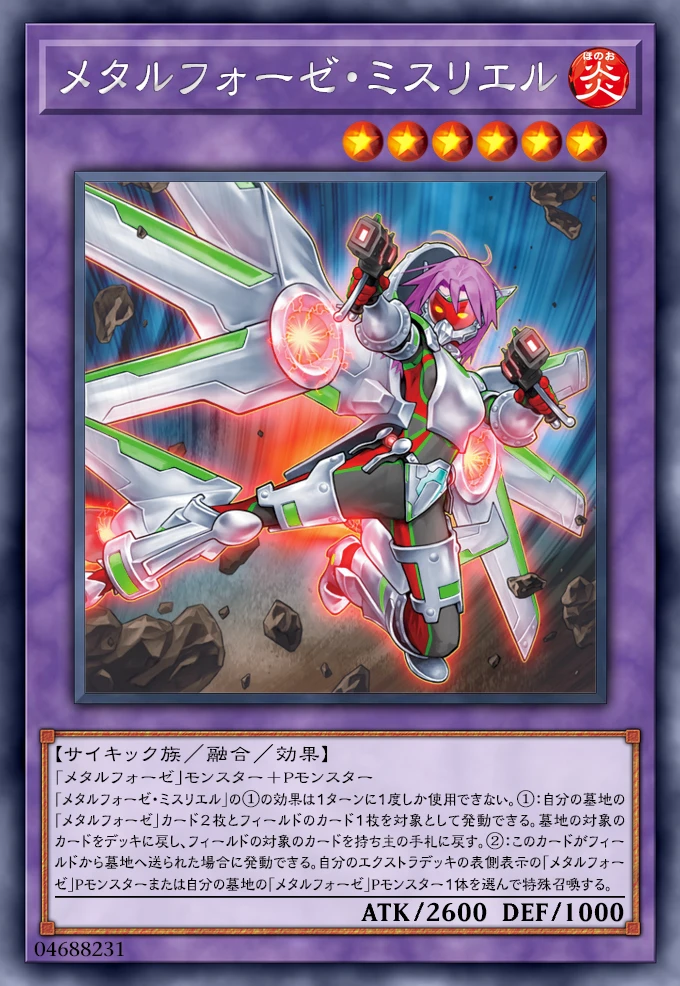 メタルフォーゼ・ミスリエル
ほのお
炎
【サイキック族／融合／効果】
「メタルフォーゼ」モンスター＋Pモンスター
「メタルフォーゼ・ミスリエル」の①の効果は1ターンに1度しか使用できない。①：自分の墓地の
「メタルフォーゼ」カード2枚とフィールドのカード1枚を対象として発動できる。墓地の対象の
カードをデッキに戻し、フィールドの対象のカードを持ち主の手札に戻す。②：このカードがフィ
ールドから墓地へ送られた場合に発動できる。自分のエクストラデッキの表側表示の「メタルフォー
ゼ」Pモンスターまたは自分の墓地の「メタルフォーゼ」Pモンスター1体を選んで特殊召喚する。
ATK/2600 DEF/1000
04688231